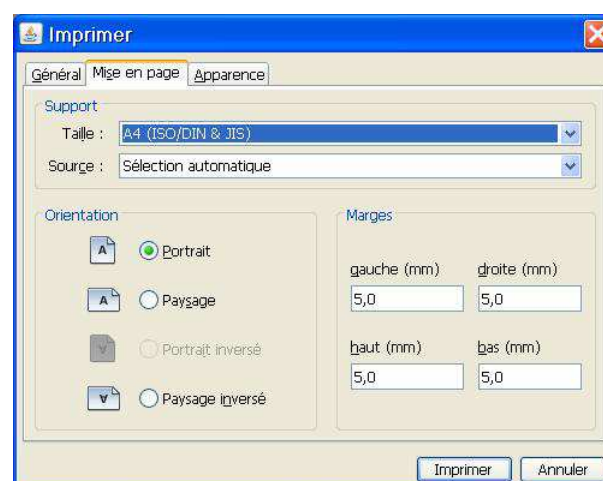 Imprimer
Général Mise en page Apparence
Support
Taille : A4 (ISO/DIN & JIS)
Source : Sélection automatique
Orientation
A Portrait
A Paysage
A Portrait inversé
A Paysage inversé
Marges
gauche (mm) droite (mm)
5,0 5,0
haut (mm) bas (mm)
5,0 5,0
Imprimer Annuler